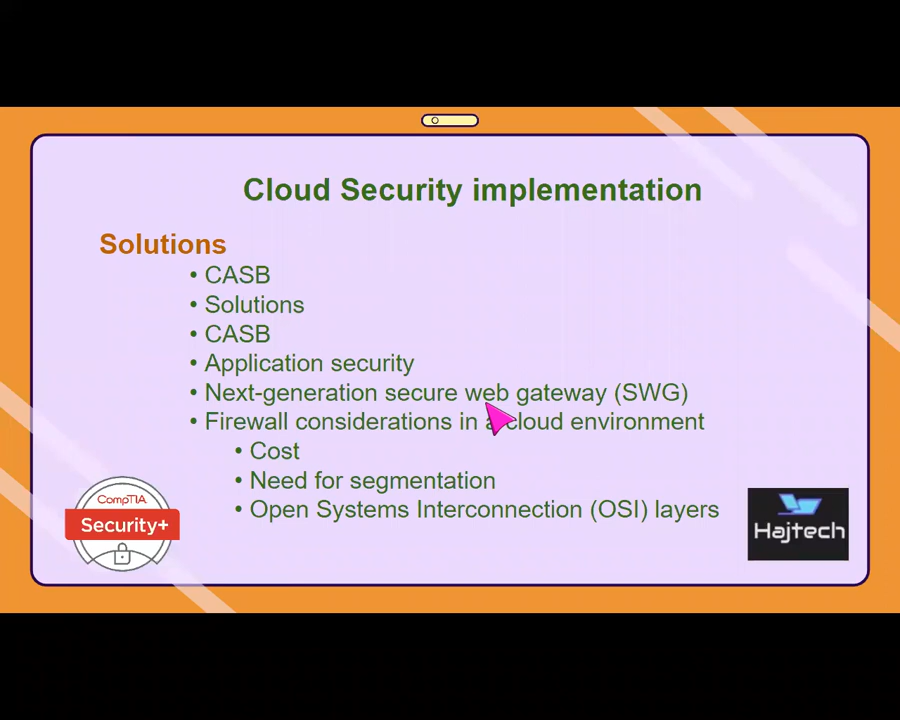 Cloud Security implementation
Solutions
• CASB
• Solutions
• CASB
• Application security
• Next-generation secure web gateway (SWG)
• Firewall considerations in a cloud environment
• Cost
• Need for segmentation
• Open Systems Interconnection (OSI) layers
CompTIA
Security+
Hajtech